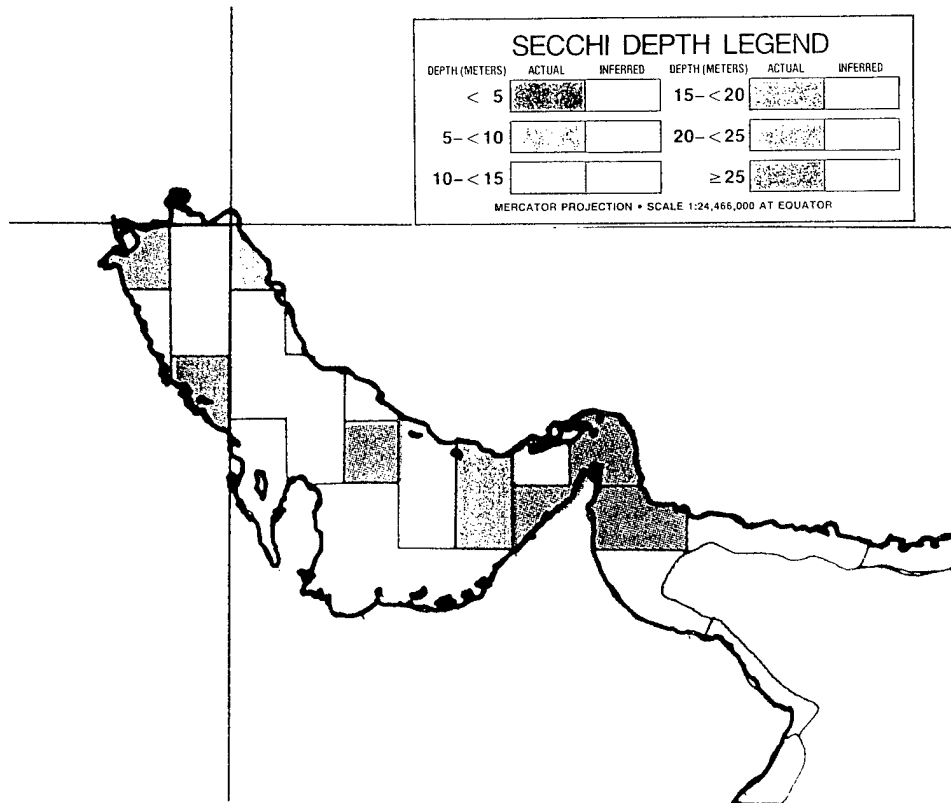 SECCHI DEPTH LEGEND
DEPTH (METERS) ACTUAL INFERRED DEPTH (METERS) ACTUAL INFERRED
< 5 15-<20
5-<10 20-<25
10-<15 ≥25
MERCATOR PROJECTION • SCALE 1:24,466,000 AT EQUATOR